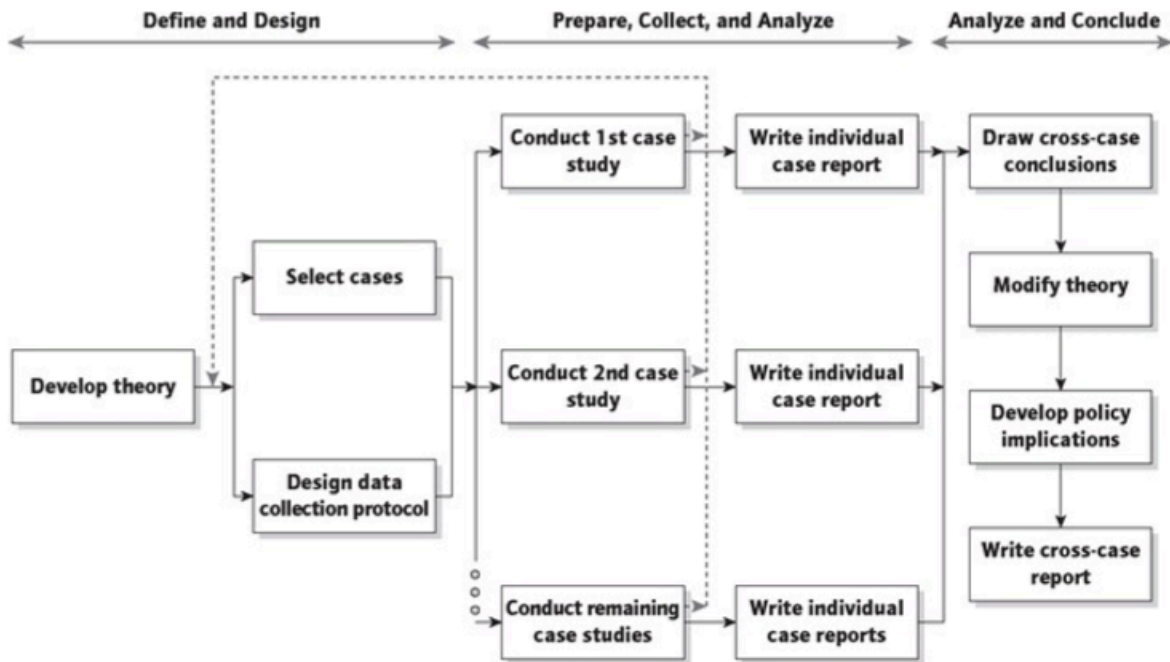 Define and Design
Prepare, Collect, and Analyze
Analyze and Conclude
Develop theory
Select cases
Design data
collection protocol
Conduct 1st case
study
Conduct 2nd case
study
Conduct remaining
case studies
Write individual
case report
Write individual
case report
Write individual
case reports
Draw cross-case
conclusions
Modify theory
Develop policy
implications
Write cross-case
report